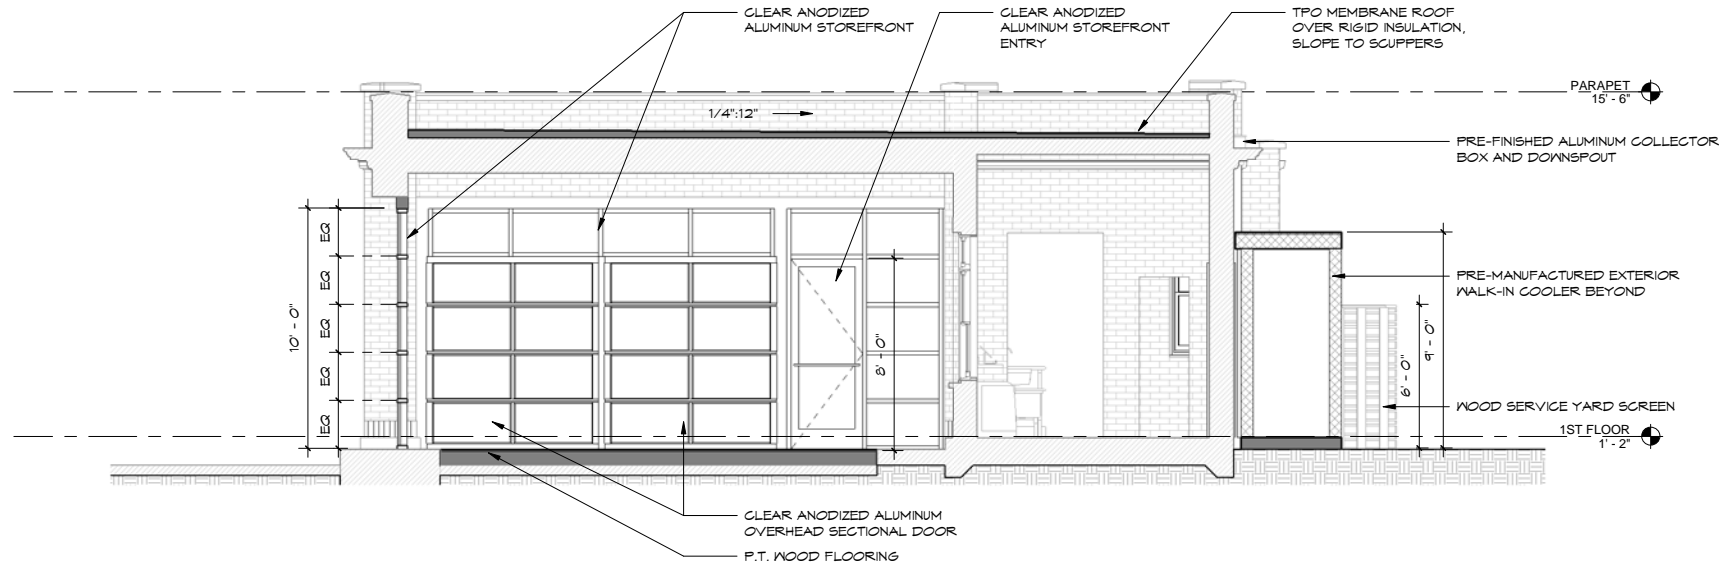 CLEAR ANODIZED
ALUMINUM STOREFRONT
CLEAR ANODIZED
ALUMINUM STOREFRONT
ENTRY
TPO MEMBRANE ROOF
OVER RIGID INSULATION,
SLOPE TO SCUPPERS
PARAPET
15' - 6"
1/4":12"
PRE-FINISHED ALUMINUM COLLECTOR
BOX AND DOWNSPOUT
10' - 0"
EQ
EQ
EQ
EQ
EQ
8' - 0"
6' - 0"
9' - 0"
PRE-MANUFACTURED EXTERIOR
WALK-IN COOLER BEYOND
WOOD SERVICE YARD SCREEN
1ST FLOOR
1' - 2"
CLEAR ANODIZED ALUMINUM
OVERHEAD SECTIONAL DOOR
P.T. WOOD FLOORING